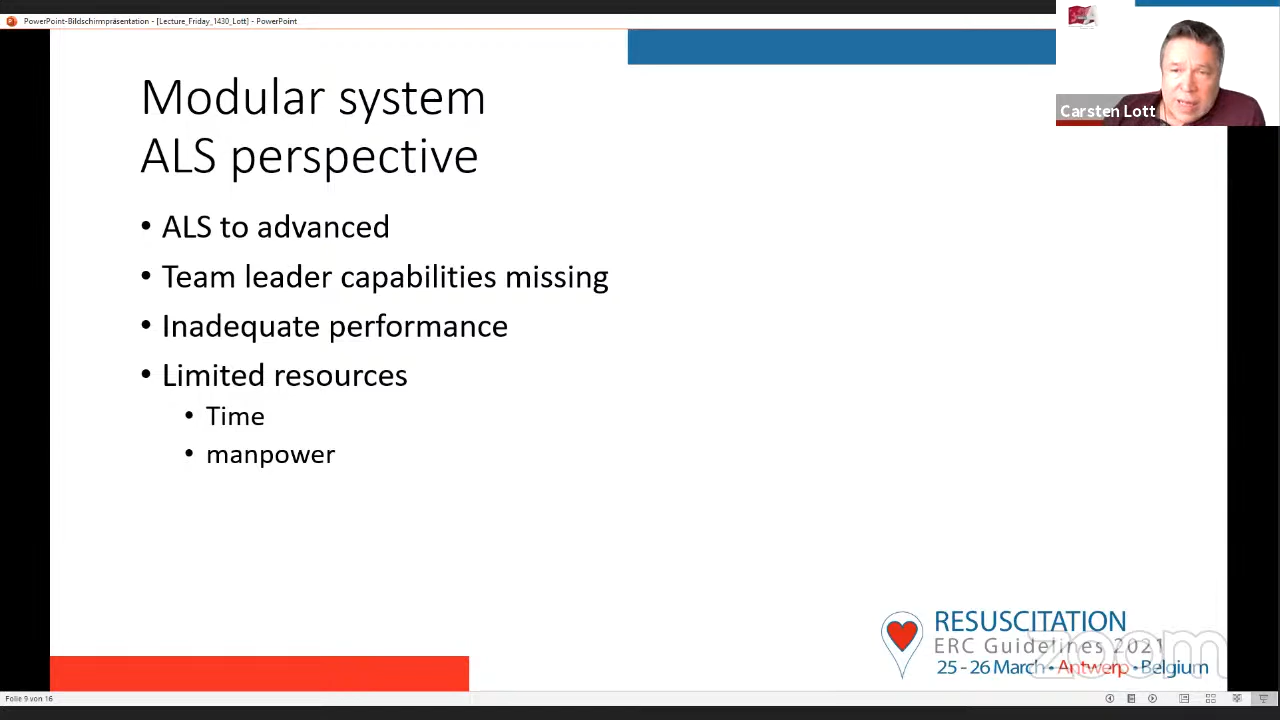 PowerPoint-Bildschirmpräsentation - [Lecture_Friday_1430_Lott] - PowerPoint
Carsten Lott
Modular system
ALS perspective
• ALS to advanced
• Team leader capabilities missing
• Inadequate performance
• Limited resources
• Time
• manpower
RESUSCITATION
ERC Guidelines 2021
25 - 26 March • Antwerp • Belgium
zoom
Folie 9 von 16